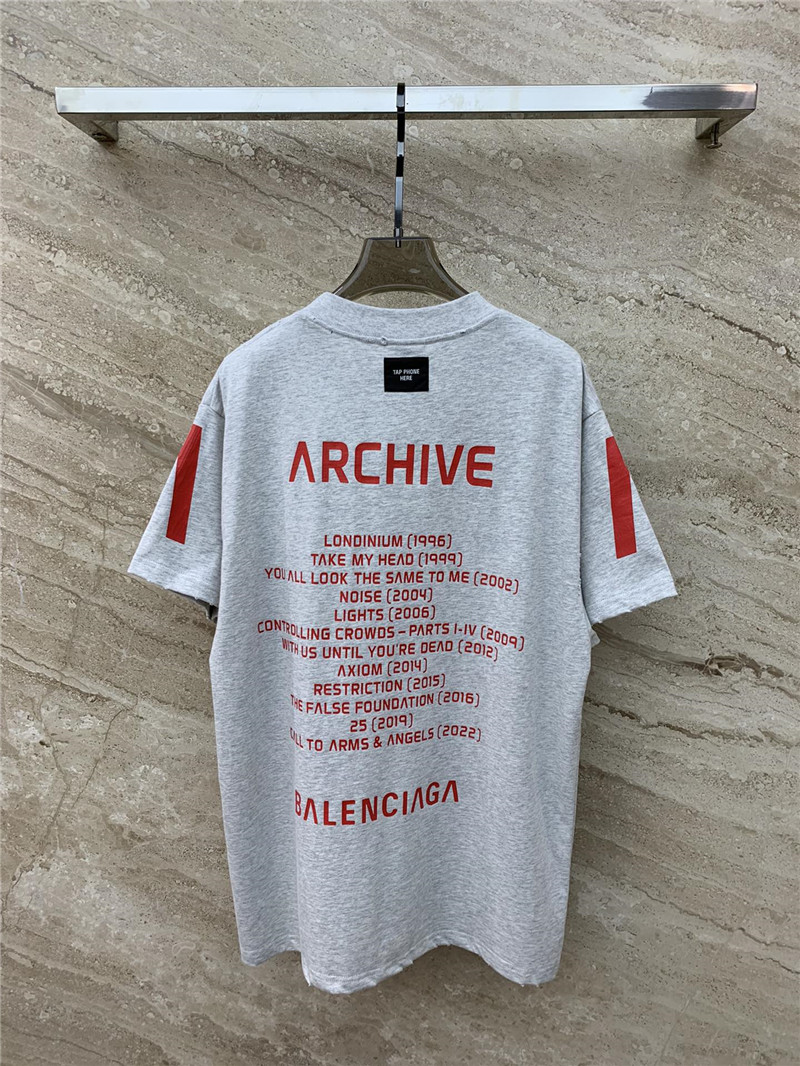 TAP PHONE
HERE
ARCHIVE
LONDINIUM (1996)
TAKE MY HEAD (1999)
YOU ALL LOOK THE SAME TO ME (2002)
NOISE (2004)
LIGHTS (2006)
CONTROLLING CROWDS – PARTS I-IV (2009)
WITH US UNTIL YOU'RE DEAD (2012)
AXIOM (2014)
RESTRICTION (2015)
THE FALSE FOUNDATION (2016)
25 (2019)
CALL TO ARMS & ANGELS (2022)
BALENCIAGA